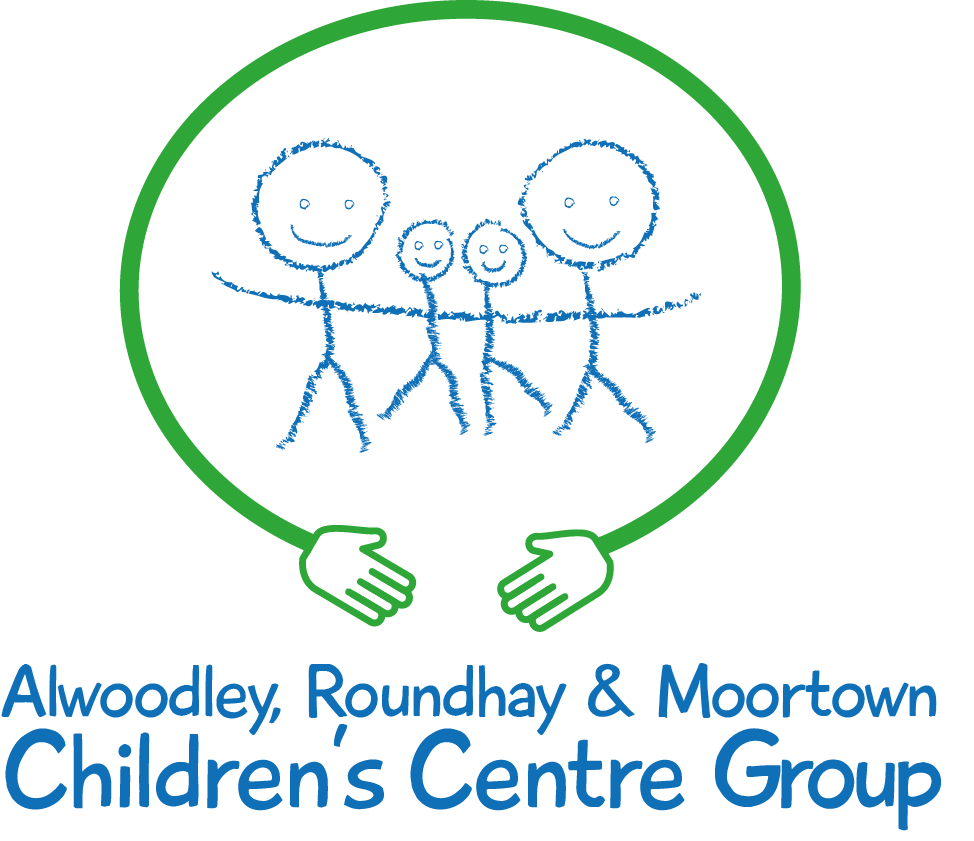 Alwoodley, Roundhay & Moortown
Children's Centre Group